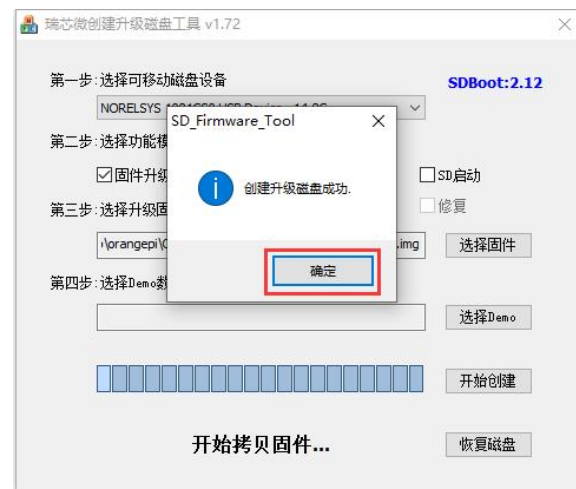 瑞芯微创建升级磁盘工具 v1.72
第一步:选择可移动磁盘设备
SDBoot:2.12
NORELSYS
SD_Firmware_Tool
第二步:选择功能模
固件升级
创建升级磁盘成功.
SD启动
修复
第三步:选择升级固
.img
选择固件
确定
第四步:选择Demo数
选择Demo
开始创建
开始拷贝固件...
恢复磁盘